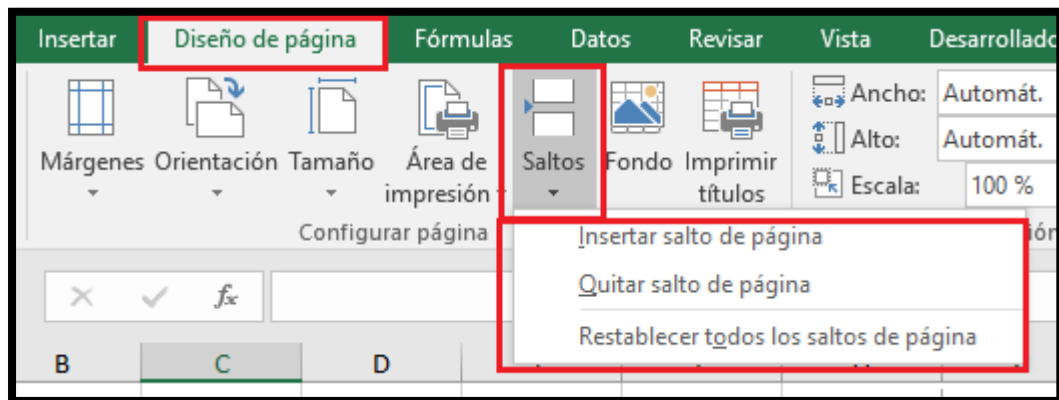 Insertar Diseño de página Fórmulas Datos Revisar Vista Desarrollado
Ancho: Automát.
Alto: Automát.
Escala: 100 %
Márgenes Orientación Tamaño Área de impresión Saltos Fondo Imprimir títulos
Configurar página
Insertar salto de página
Quitar salto de página
Restablecer todos los saltos de página
fx
B C D